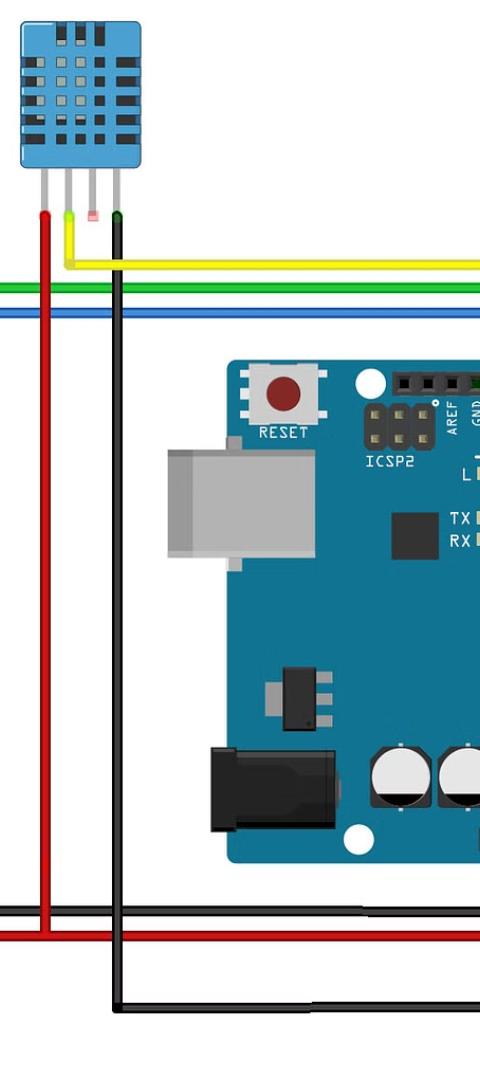 RESET
ICSP2
AREF
GND
L
TX
RX